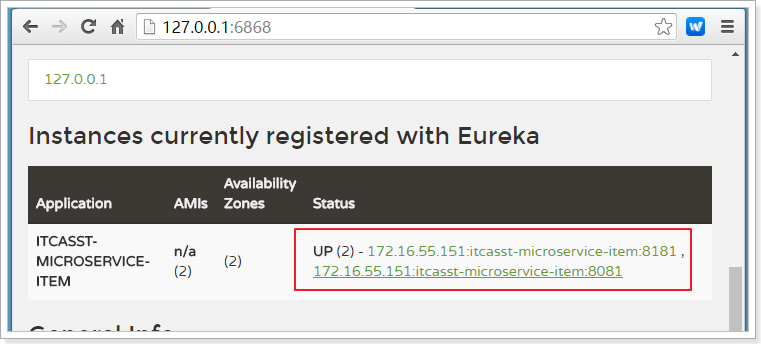 127.0.0.1:6868
127.0.0.1
Instances currently registered with Eureka
Application AMIs Availability Zones Status
ITCASST-MICROSERVICE-ITEM n/a (2) (2) UP (2) - 172.16.55.151:itcasst-microservice-item:8181 ,
172.16.55.151:itcasst-microservice-item:8081
General Info